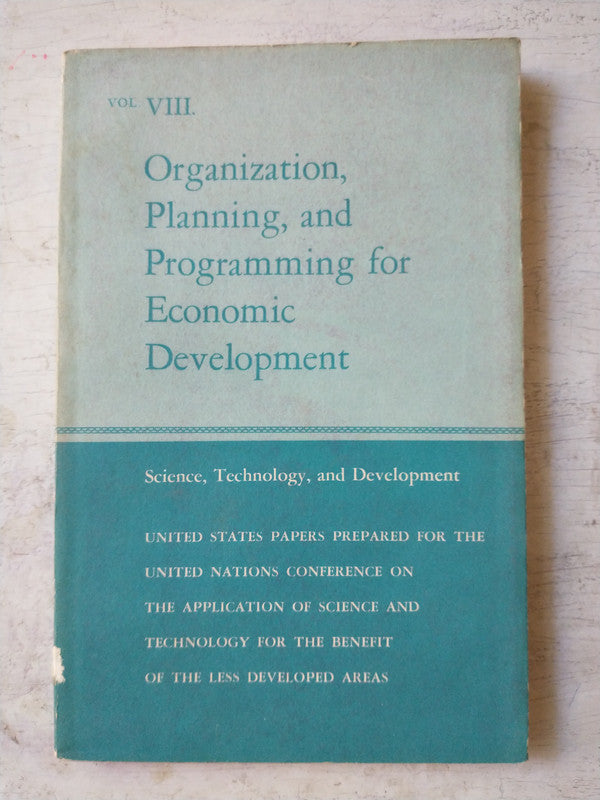 VOL VIII.
Organization,
Planning, and
Programming for
Economic
Development
Science, Technology, and Development
UNITED STATES PAPERS PREPARED FOR THE
UNITED NATIONS CONFERENCE ON
THE APPLICATION OF SCIENCE AND
TECHNOLOGY FOR THE BENEFIT
OF THE LESS DEVELOPED AREAS